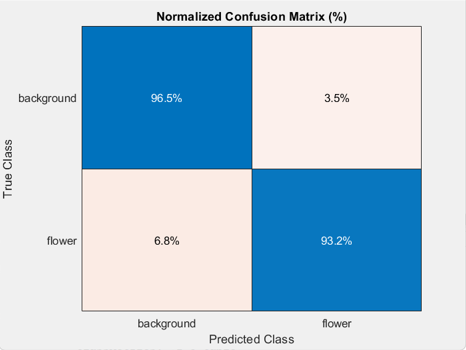 Normalized Confusion Matrix (%)
True Class
background
96.5%
3.5%
flower
6.8%
93.2%
background
flower
Predicted Class